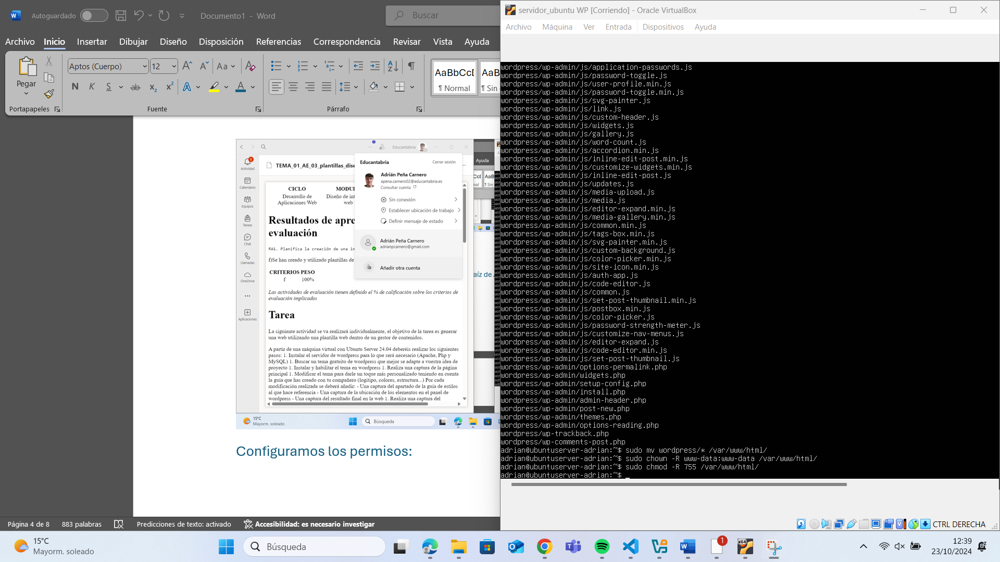 Autoguardado
Documento1 - Word
Buscar
Archivo Inicio Insertar Dibujar Diseño Disposición Referencias Correspondencia Revisar Vista Ayuda
Pegar
Portapapeles
Aptos (Cuerpo)
12
Fuente
Párrafo
AaBbCcI
¶ Normal
AaB
¶ Sin
Educantabria
TEMA_01_AE_03_plantillas_dise
Actividad
Calendario
Equipos
Tareas
Chat
Llamadas
OneDrive
Aplicaciones
Educantabria
Cerrar sesión
Adrián Peña Carnero
apena.carnero02@educantabria.es
Consultar cuenta
Sin conexión
Establecer ubicación de trabajo
Definir mensaje de estado
Adrián Peña Carnero
adrianpcarnero@gmail.com
Añadir otra cuenta
Ayuda
aíz de
CICLO
Desarrollo de
Aplicaciones Web
MODU
Diseño de int
web
Resultados de apre
evaluación
RA1. Planifica la creación de una in
f)Se han creado y utilizado plantillas de
CRITERIOS PESO
f 100%
Las actividades de evaluación tienen definido el % de calificación sobre los criterios de
evaluación implicados
Tarea
La siguiente actividad se va realizará individualmente, el objetivo de la tarea es generar
una web utilizando una plantilla web dentro de un gestor de contenidos.
A partir de una máquina virtual con Ubuntu Server 24.04 deberéis realizar los siguientes
pasos: 1. Instalar el servidor de wordpress para lo que será necesario (Apache, Php y
MySQL) 1. Buscar un tema gratuito de wordpress que mejor se adapte a vuestra idea de
proyecto 1. Instalar y habilitar el tema en wordpress 1. Realiza una captura de la página
principal 1. Modificar el tema para darle un toque más personalizado teniendo en cuenta
la guía que has creado con tu compañero (logitipo, colores, estructura...) Por cada
modificación realizada se deberá añadir: - Una captura del apartado de la guía de estilos
al que hace referencia - Una captura de la ubicación de los elementos en el panel de
wordpress - Una captura del resultado final en la web 1. Realiza una captura del
15°C
Mayorm. soleado
Búsqueda
Configuramos los permisos:
Página 4 de 8
883 palabras
Predicciones de texto: activado
Accesibilidad: es necesario investigar
servidor_ubuntu WP [Corriendo] - Oracle VirtualBox
Archivo Máquina Ver Entrada Dispositivos Ayuda
wordpress/wp-admin/js/application-passwords.js
wordpress/wp-admin/js/password-toggle.js
wordpress/wp-admin/js/user-profile.min.js
wordpress/wp-admin/js/password-toggle.min.js
wordpress/wp-admin/js/svg-painter.js
wordpress/wp-admin/js/link.js
wordpress/wp-admin/js/custom-header.js
wordpress/wp-admin/js/widgets.js
wordpress/wp-admin/js/gallery.js
wordpress/wp-admin/js/word-count.js
wordpress/wp-admin/js/accordion.min.js
wordpress/wp-admin/js/inline-edit-post.min.js
wordpress/wp-admin/js/customize-widgets.min.js
wordpress/wp-admin/js/inline-edit-post.js
wordpress/wp-admin/js/updates.js
wordpress/wp-admin/js/media-upload.js
wordpress/wp-admin/js/media.js
wordpress/wp-admin/js/editor-expand.min.js
wordpress/wp-admin/js/media-gallery.min.js
wordpress/wp-admin/js/common.min.js
wordpress/wp-admin/js/tags-box.min.js
wordpress/wp-admin/js/svg-painter.min.js
wordpress/wp-admin/js/custom-background.js
wordpress/wp-admin/js/color-picker.min.js
wordpress/wp-admin/js/site-icon.min.js
wordpress/wp-admin/js/auth-app.js
wordpress/wp-admin/js/code-editor.js
wordpress/wp-admin/js/common.js
wordpress/wp-admin/js/set-post-thumbnail.min.js
wordpress/wp-admin/js/postbox.min.js
wordpress/wp-admin/js/color-picker.js
wordpress/wp-admin/js/password-strength-meter.js
wordpress/wp-admin/js/customize-nav-menus.js
wordpress/wp-admin/js/editor-expand.js
wordpress/wp-admin/js/code-editor.min.js
wordpress/wp-admin/js/set-post-thumbnail.js
wordpress/wp-admin/options-permalink.php
wordpress/wp-admin/widgets.php
wordpress/wp-admin/setup-config.php
wordpress/wp-admin/install.php
wordpress/wp-admin/admin-header.php
wordpress/wp-admin/post-new.php
wordpress/wp-admin/themes.php
wordpress/wp-admin/options-reading.php
wordpress/wp-trackback.php
wordpress/wp-comments-post.php
adrian@ubuntuserver-adrian:~$ sudo mv wordpress/* /var/www/html/
adrian@ubuntuserver-adrian:~$ sudo chown -R www-data:www-data /var/www/html/
adrian@ubuntuserver-adrian:~$ sudo chmod -R 755 /var/www/html/
adrian@ubuntuserver-adrian:~$ _
CTRL DERECHA
15°C
Mayorm. soleado
Búsqueda
1
12:39
23/10/2024